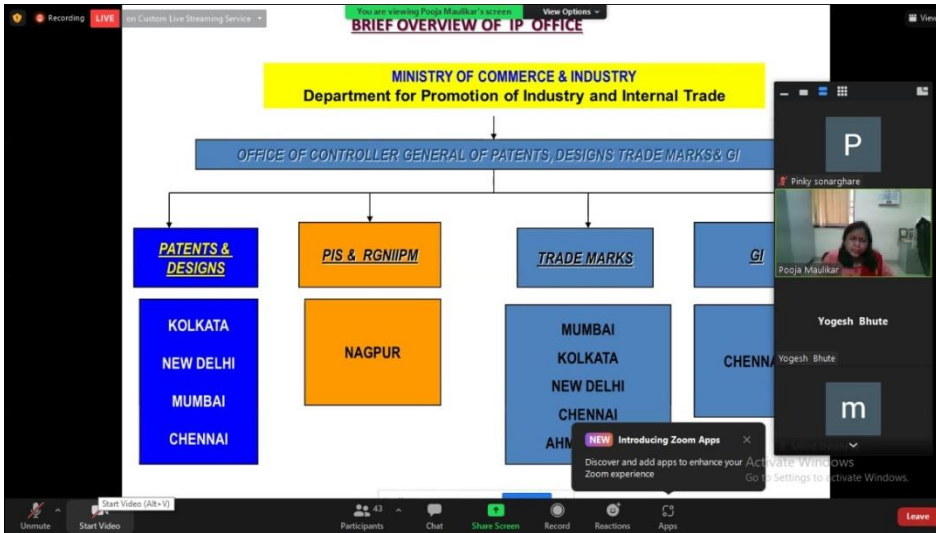 Recording
LIVE
on Custom Live Streaming Service
You are viewing Pooja Maulikar's screen
View Options
View
BRIEF OVERVIEW OF IP OFFICE
MINISTRY OF COMMERCE & INDUSTRY
Department for Promotion of Industry and Internal Trade
OFFICE OF CONTROLLER GENERAL OF PATENTS, DESIGNS TRADE MARKS& GI
PATENTS &
DESIGNS
KOLKATA
NEW DELHI
MUMBAI
CHENNAI
PIS & RGNIIPM
NAGPUR
TRADE MARKS
MUMBAI
KOLKATA
NEW DELHI
CHENNAI
AHM
GI
CHENNA
P
Pinky sonarghare
Pooja Maulikar
Yogesh Bhute
Yogesh Bhute
m
NEW Introducing Zoom Apps
Discover and add apps to enhance your
Zoom experience
Activate Windows
Go to Settings to activate Windows.
Start Video (Alt+V)
Unmute
Start Video
Participants
43
Chat
Share Screen
Record
Reactions
Apps
Leave